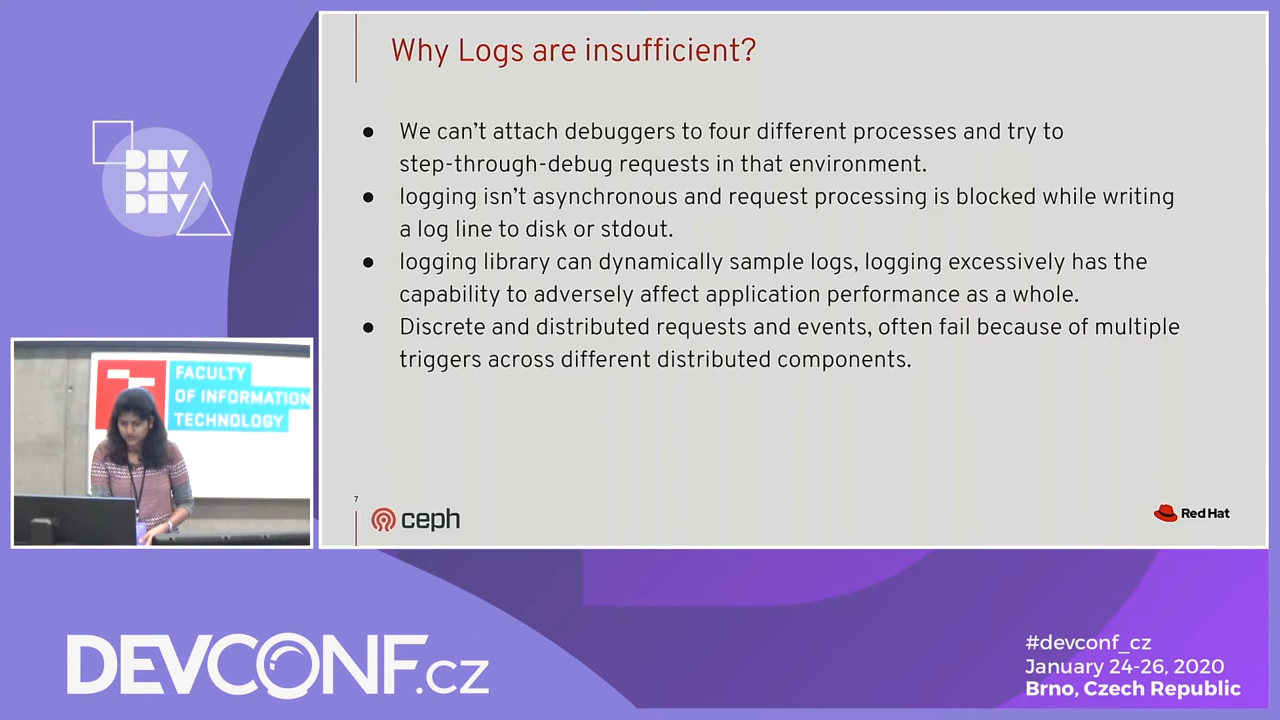 Why Logs are insufficient?
● We can't attach debuggers to four different processes and try to
step-through-debug requests in that environment.
● logging isn't asynchronous and request processing is blocked while writing
a log line to disk or stdout.
● logging library can dynamically sample logs, logging excessively has the
capability to adversely affect application performance as a whole.
● Discrete and distributed requests and events, often fail because of multiple
triggers across different distributed components.
7
ceph
Red Hat
DEV
DEV
DEV
FACULTY
OF INFORMATION
TECHNOLOGY
DEVCONF.cz
#devconf_cz
January 24-26, 2020
Brno, Czech Republic